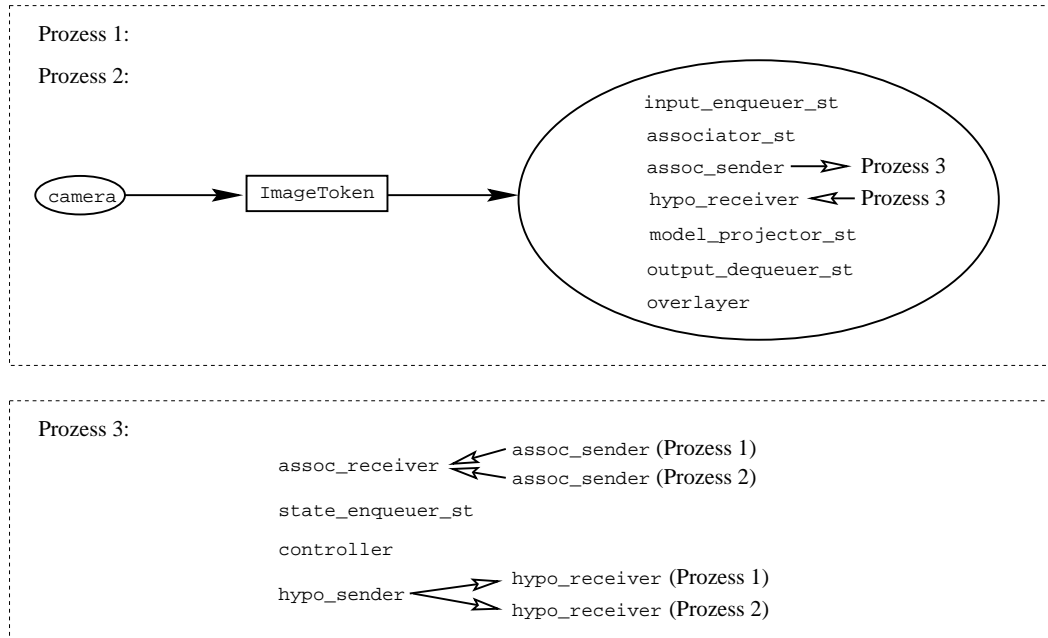 Prozess 1:
Prozess 2:
camera
ImageToken
input_enqueuer_st
associator_st
assoc_sender Prozess 3
hypo_receiver Prozess 3
model_projector_st
output_dequeuer_st
overlayer
Prozess 3:
assoc_receiver
assoc_sender (Prozess 1)
assoc_sender (Prozess 2)
state_enqueuer_st
controller
hypo_sender
hypo_receiver (Prozess 1)
hypo_receiver (Prozess 2)